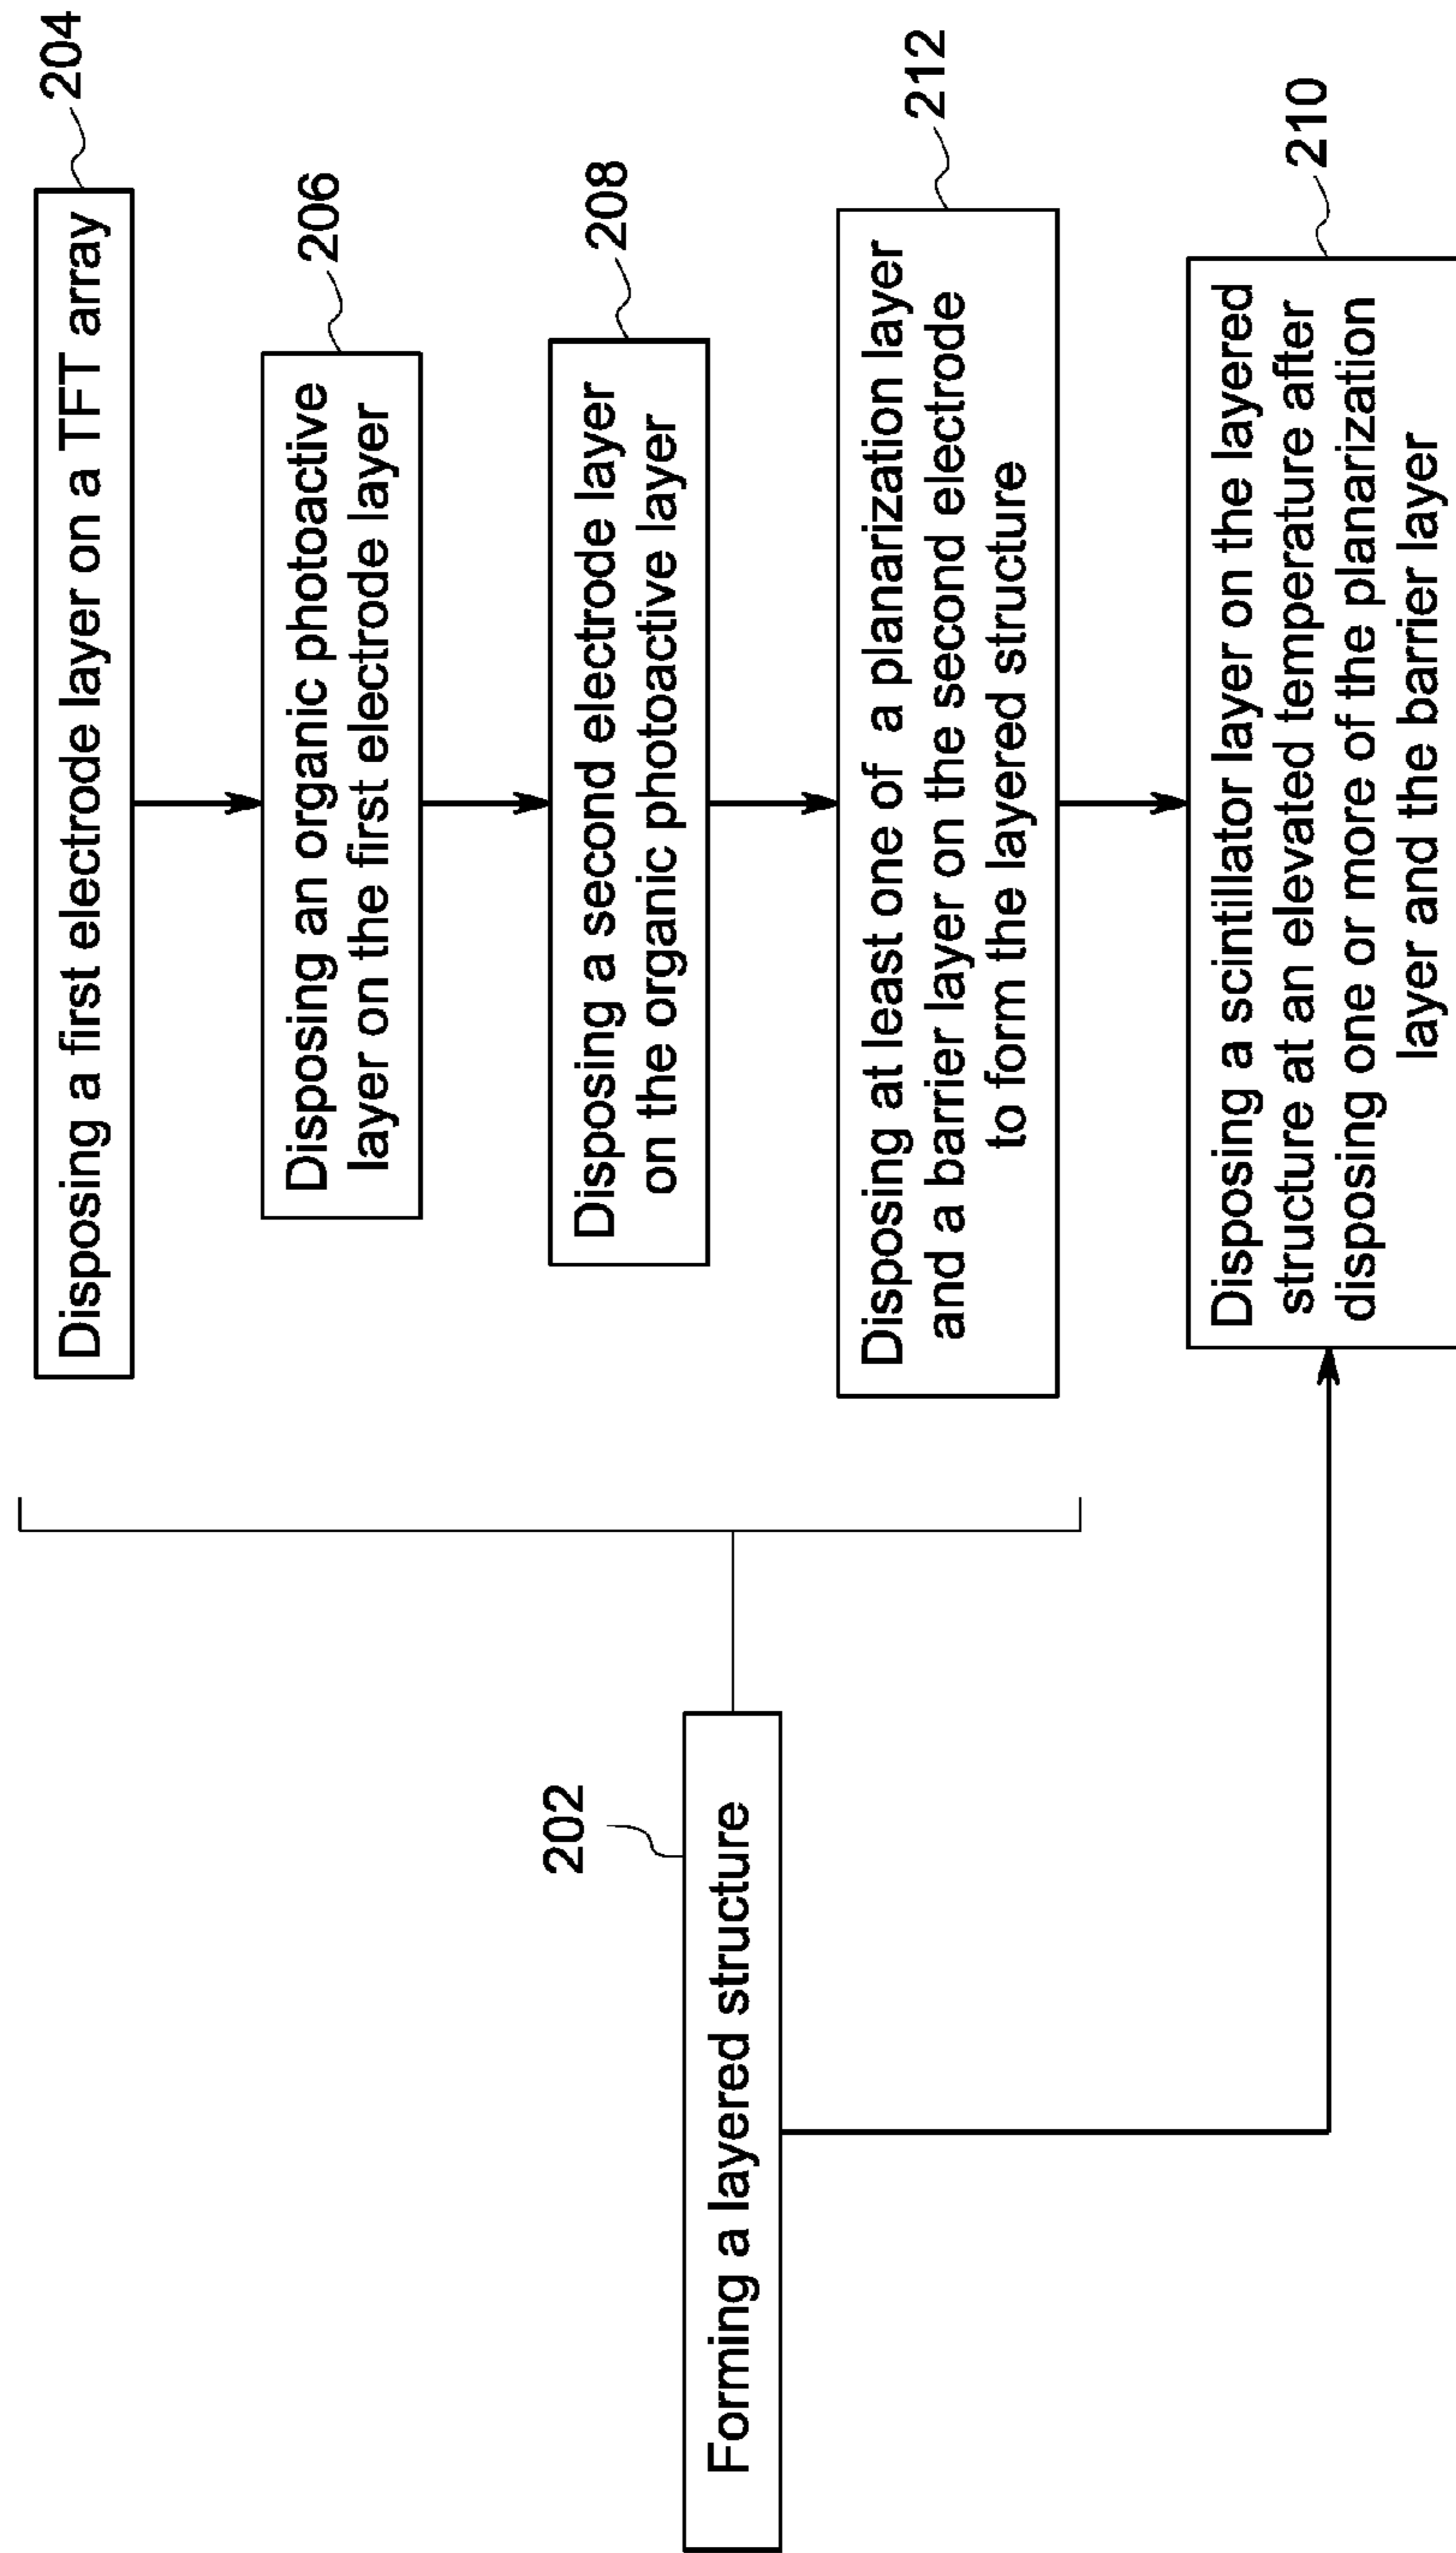 204
Disposing a first electrode layer on a TFT array
206
Disposing an organic photoactive
layer on the first electrode layer
208
Disposing a second electrode layer
on the organic photoactive layer
202
Forming a layered structure
212
Disposing at least one of a planarization layer
and a barrier layer on the second electrode
to form the layered structure
210
Disposing a scintillator layer on the layered
structure at an elevated temperature after
disposing one or more of the planarization
layer and the barrier layer